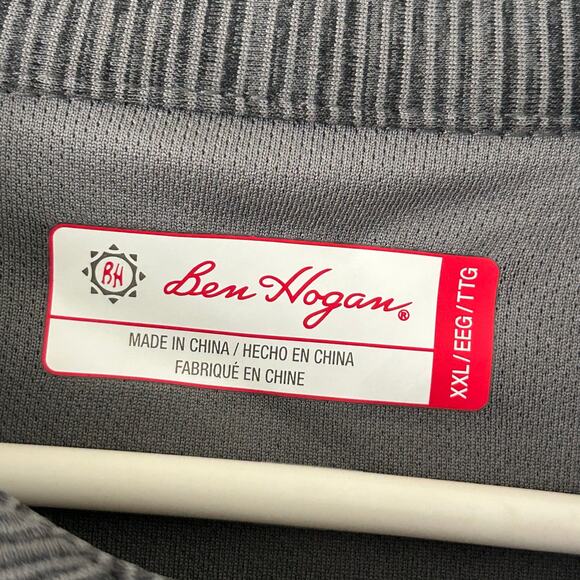 BH
Ben Hogan®
MADE IN CHINA / HECHO EN CHINA
FABRIQUÉ EN CHINE
XXL / EEG / TTG